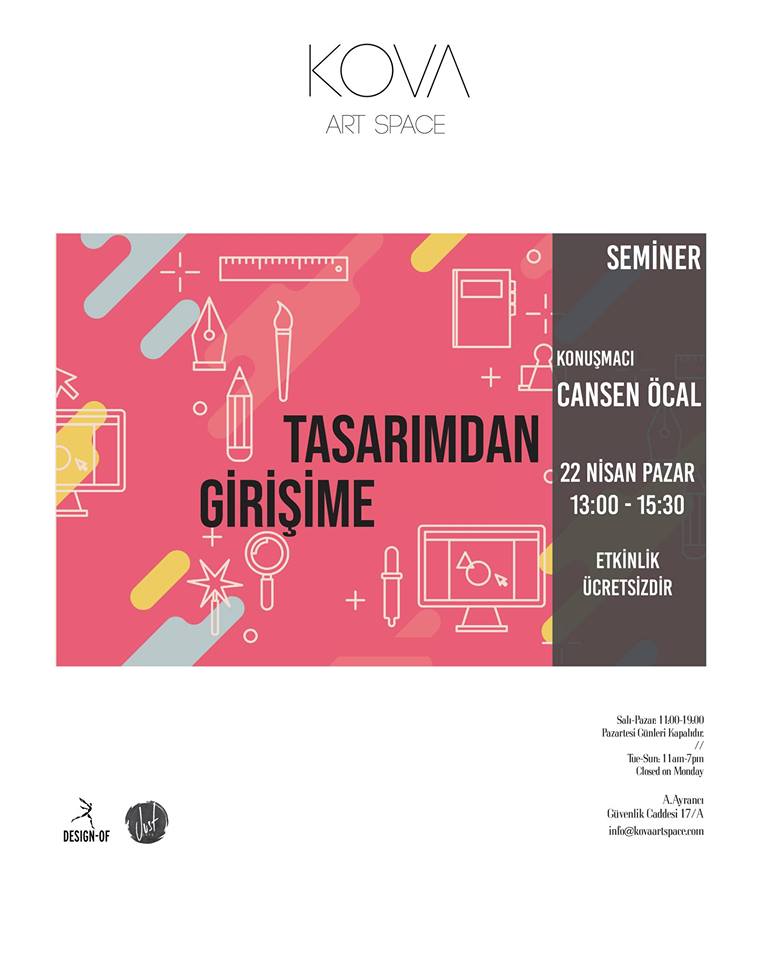 KOVA
ART SPACE
SEMİNER
KONUŞMACI
CANSEN ÖCAL
TASARIMDAN
GİRİŞİME
22 NİSAN PAZAR
13:00 - 15:30
ETKİNLİK
ÜCRETSİZDİR
Salı-Pazar: 11:00-19:00
Pazartesi Günleri Kapalıdır.
//
Tue-Sun: 11am-7pm
Closed on Monday
A.Ayrancı
Güvenlik Caddesi 17/A
info@kovaartspace.com
DESIGN-OF
Just